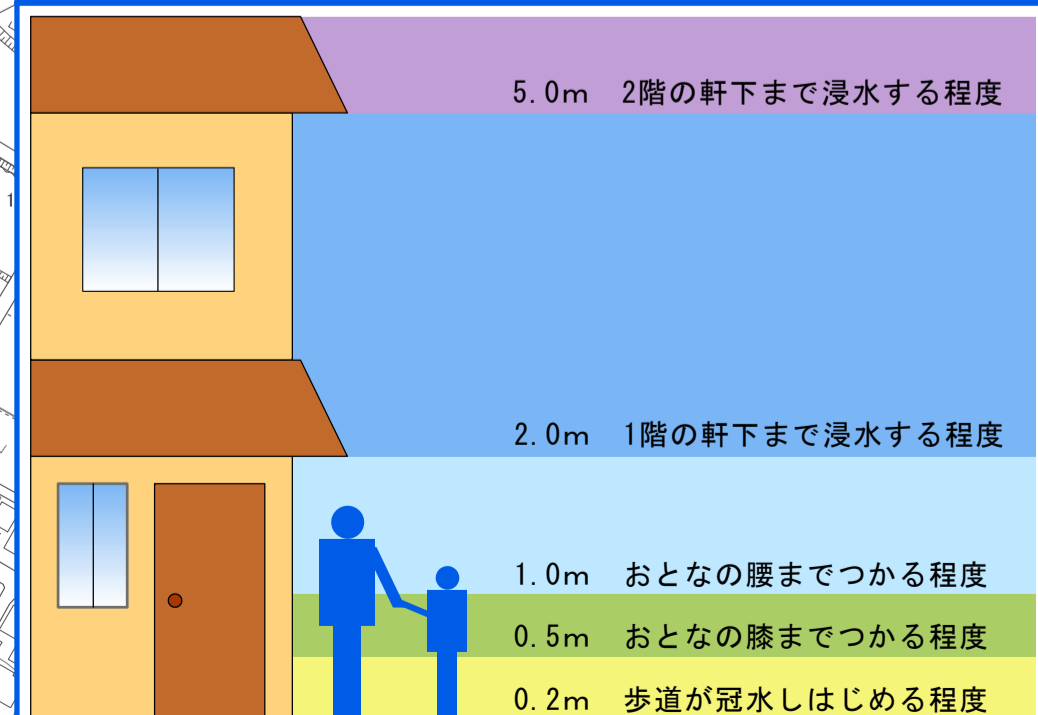 5.0m 2階の軒下まで浸水する程度
2.0m 1階の軒下まで浸水する程度
1.0m おとなの腰までつかる程度
0.5m おとなの膝までつかる程度
0.2m 歩道が冠水しはじめる程度
1